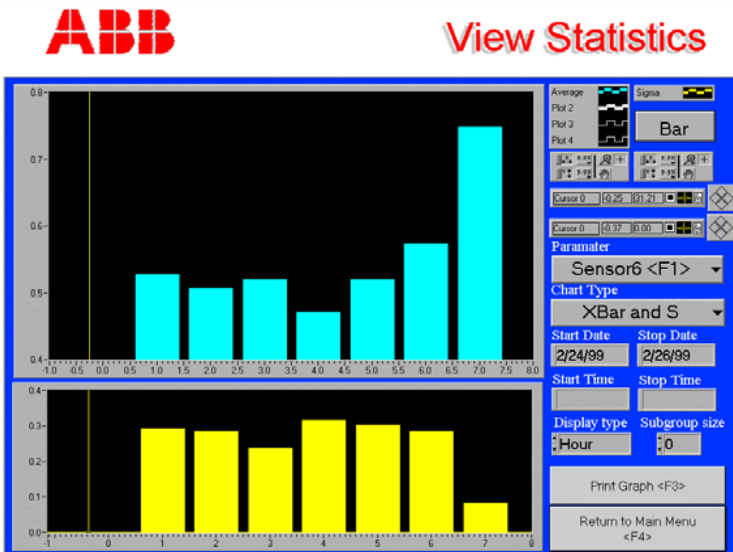 ABB
View Statistics
0.8
0.7
0.6
0.5
0.4
-1.0 -0.5 0.0 0.5 1.0 1.5 2.0 2.5 3.0 3.5 4.0 4.5 5.0 5.5 6.0 6.5 7.0 7.5 8.0
0.4
0.3
0.2
0.1
0.0
-1 0 1 2 3 4 5 6 7 8
Average
Plot 2
Plot 3
Plot 4
Sigma
Bar
Cursor 0 -0.25 31.21
Cursor 0 -0.37 0.00
Paramater
Sensor6 <F1>
Chart Type
XBar and S
Start Date Stop Date
2/24/99 2/26/99
Start Time Stop Time
Display type Subgroup size
Hour 0
Print Graph <F3>
Return to Main Menu
<F4>